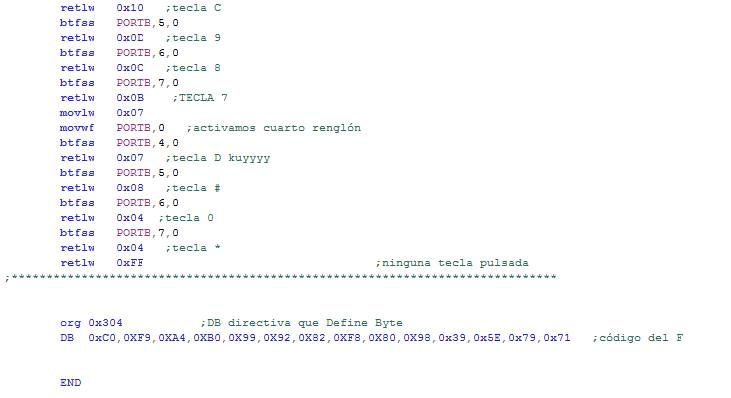 retlw 0x10 ;tecla C
btfss PORTB,5,0
retlw 0x0D ;tecla 9
btfss PORTB,6,0
retlw 0x0C ;tecla 8
btfss PORTB,7,0
retlw 0x0B ;TECLA 7
movlw 0x07
movwf PORTB,0 ;activamos cuarto renglón
btfss PORTB,4,0
retlw 0x07 ;tecla D kuyyyy
btfss PORTB,5,0
retlw 0x08 ;tecla #
btfss PORTB,6,0
retlw 0x04 ;tecla 0
btfss PORTB,7,0
retlw 0x04 ;tecla *
retlw 0xFF ;ninguna tecla pulsada
;******************************************************************************
org 0x304 ;DB directiva que Define Byte
DB 0xC0,0XF9,0XA4,0XB0,0X99,0X92,0X82,0XF8,0X80,0X98,0x39,0x5E,0x79,0x71 ;código del F
END